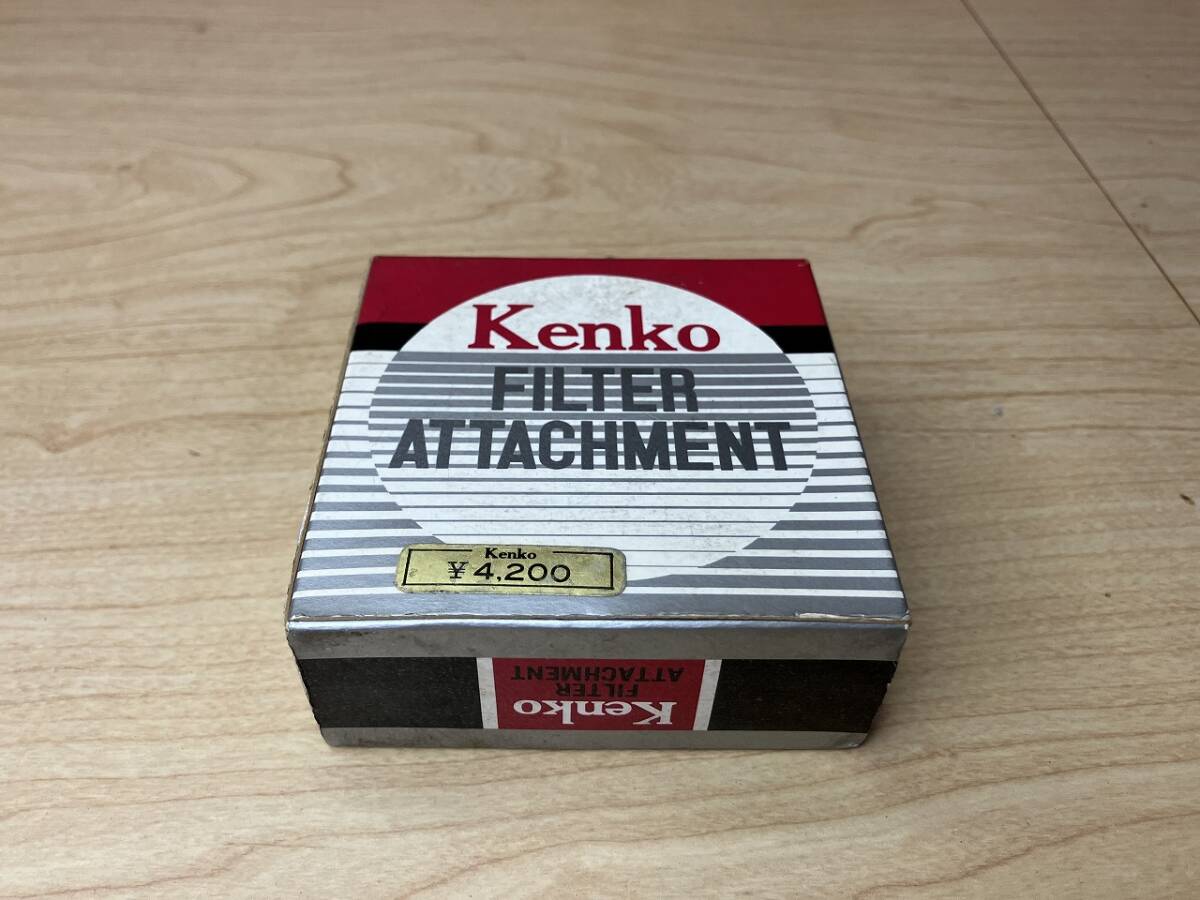 Kenko
FILTER
ATTACHMENT
Kenko
¥4,200
Kenko
FILTER
ATTACHMENT